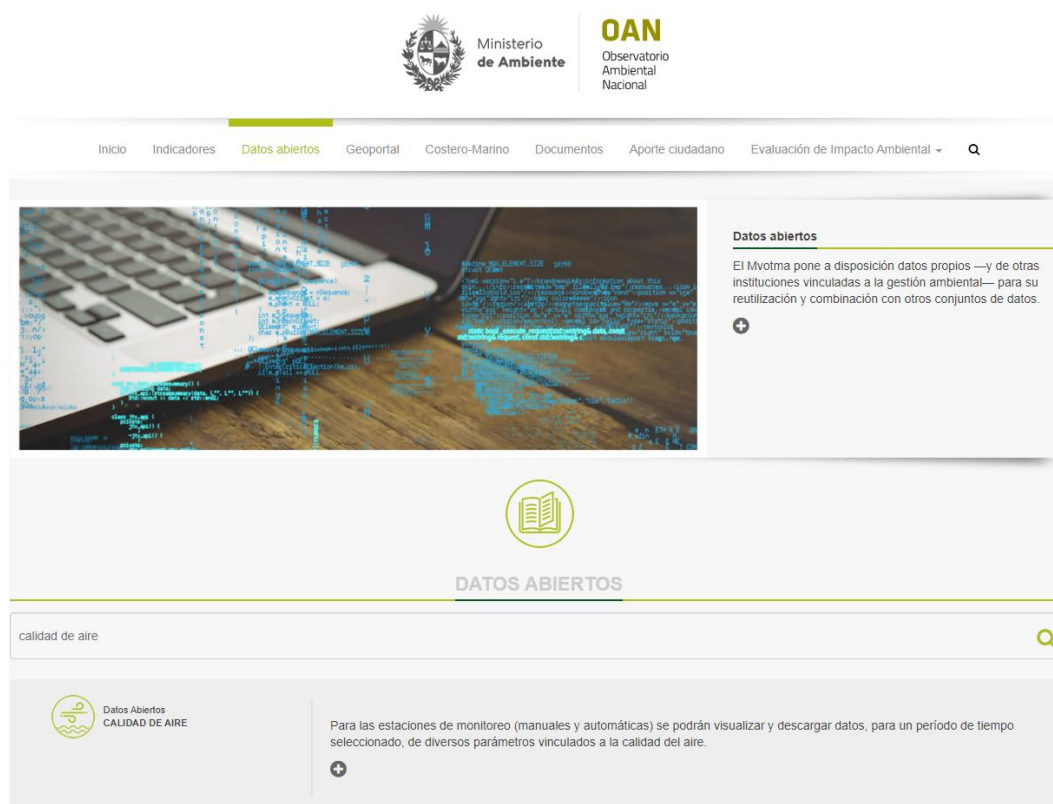 Ministerio
de Ambiente
OAN
Observatorio
Ambiental
Nacional
Inicio Indicadores Datos abiertos Geoportal Costero-Marino Documentos Aporte ciudadano Evaluación de Impacto Ambiental
Datos abiertos
El Mvotma pone a disposición datos propios —y de otras
instituciones vinculadas a la gestión ambiental— para su
reutilización y combinación con otros conjuntos de datos.
DATOS ABIERTOS
calidad de aire
Datos Abiertos
CALIDAD DE AIRE
Para las estaciones de monitoreo (manuales y automáticas) se podrán visualizar y descargar datos, para un período de tiempo
seleccionado, de diversos parámetros vinculados a la calidad del aire.